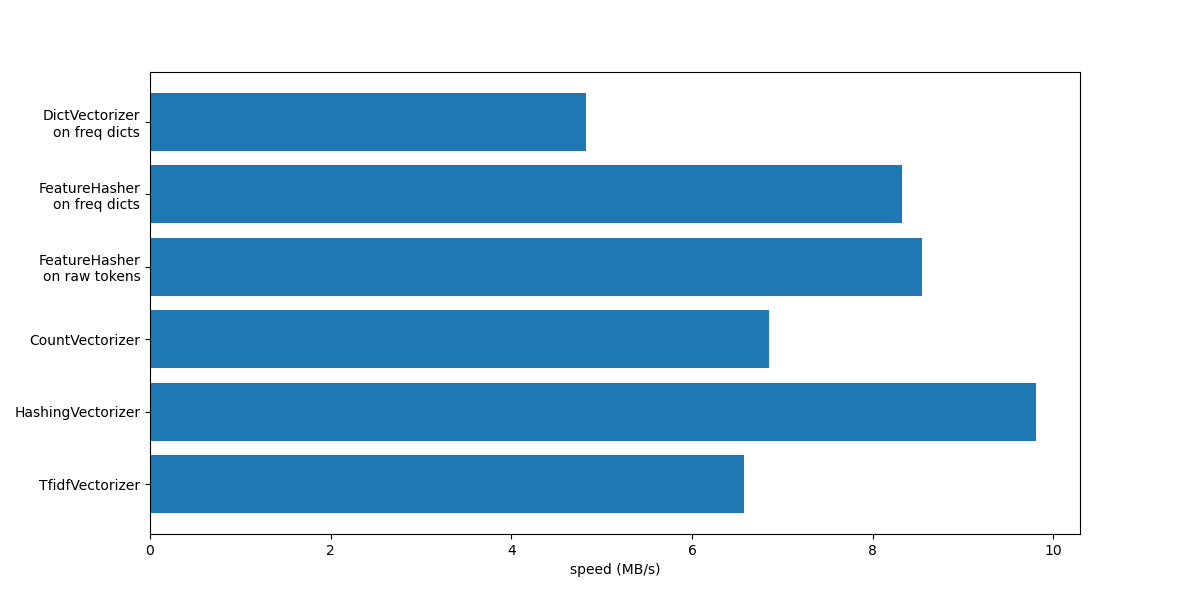 DictVectorizer
on freq dicts
FeatureHasher
on freq dicts
FeatureHasher
on raw tokens
CountVectorizer
HashingVectorizer
TfidfVectorizer
0 2 4 6 8 10
speed (MB/s)